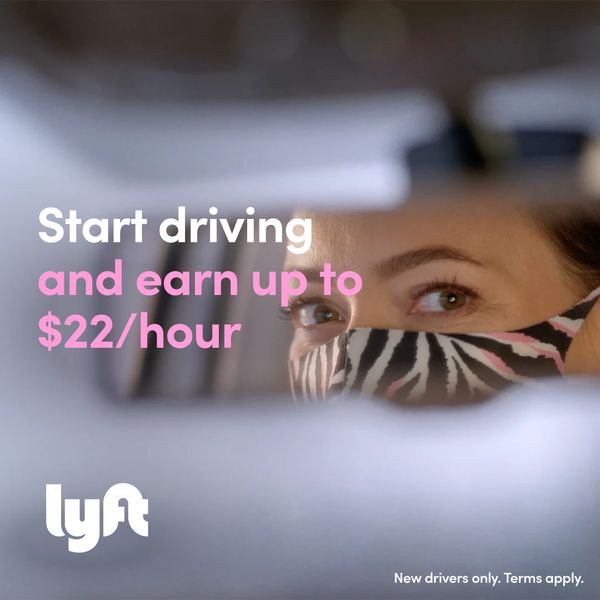 Start driving
and earn up to
$22/hour
lyft
New drivers only. Terms apply.